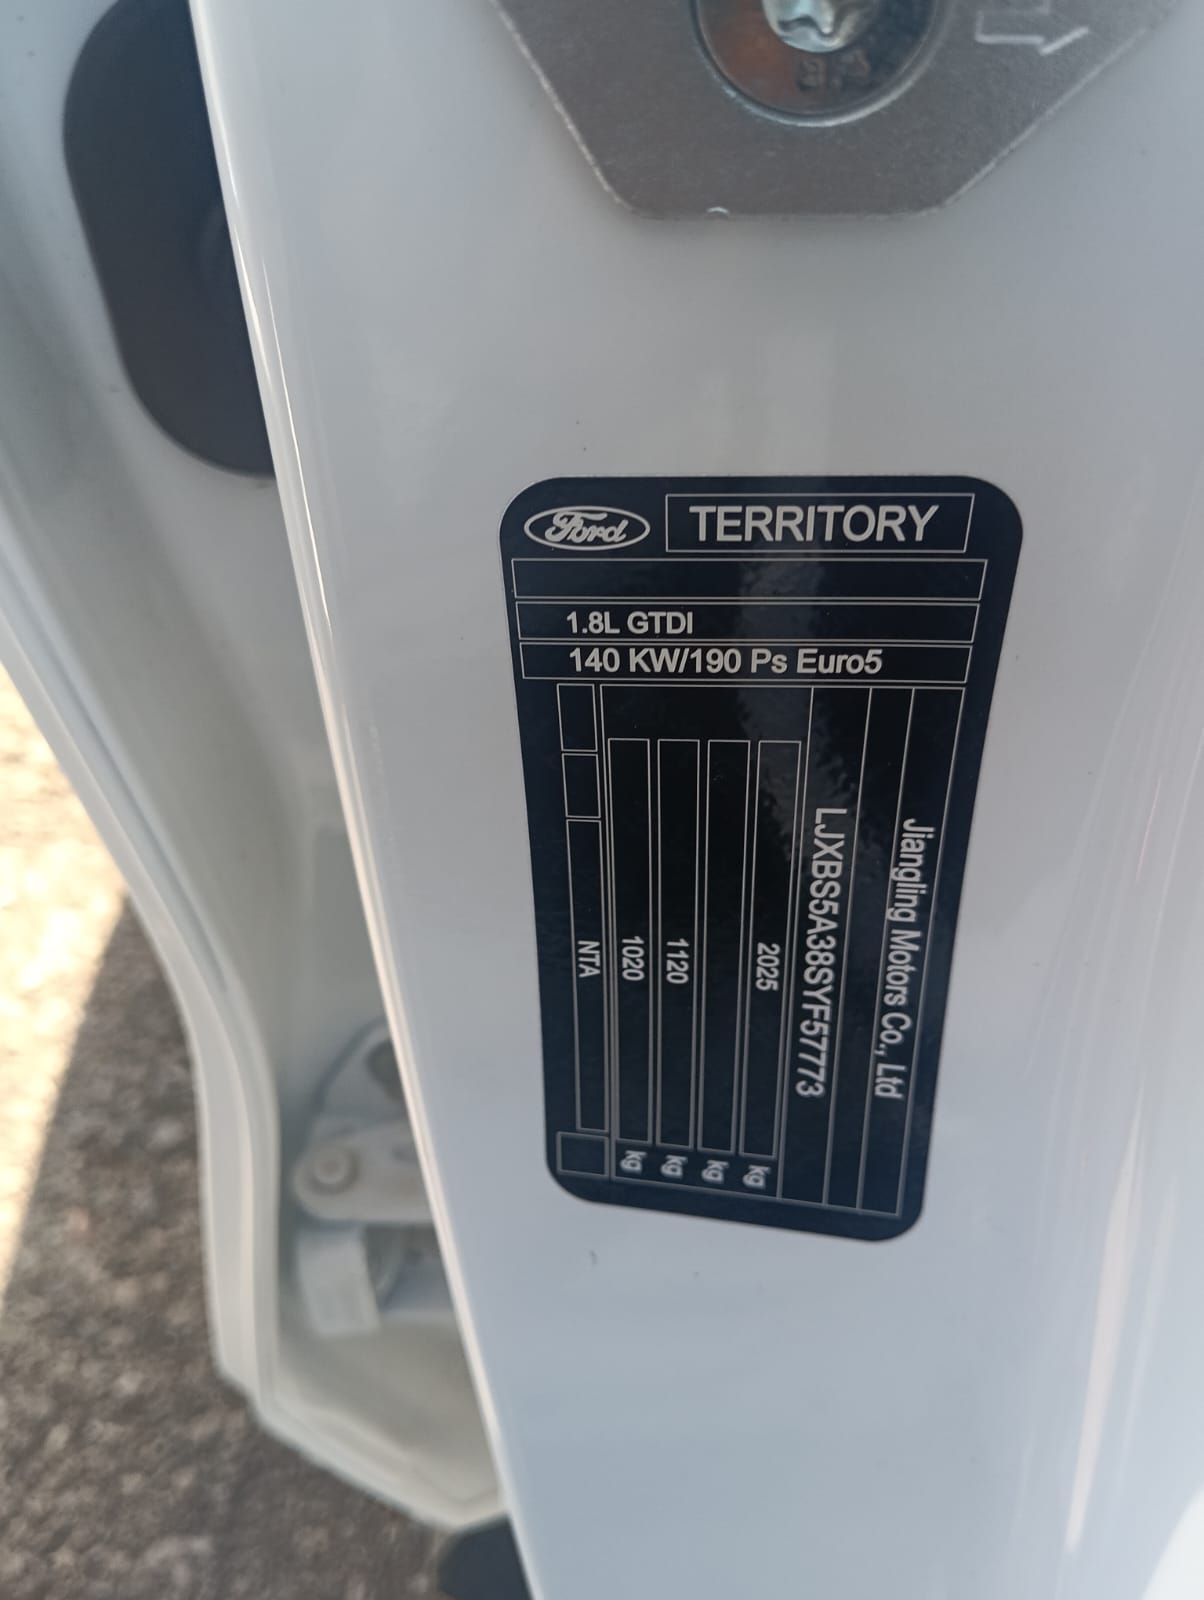 Ford TERRITORY
1.8L GTDI
140 KW/190 Ps Euro5
Jiangling Motors Co., Ltd
LJXBS5A38SYF57773
2025 kg
kg
1120 kg
1020 kg
NTA